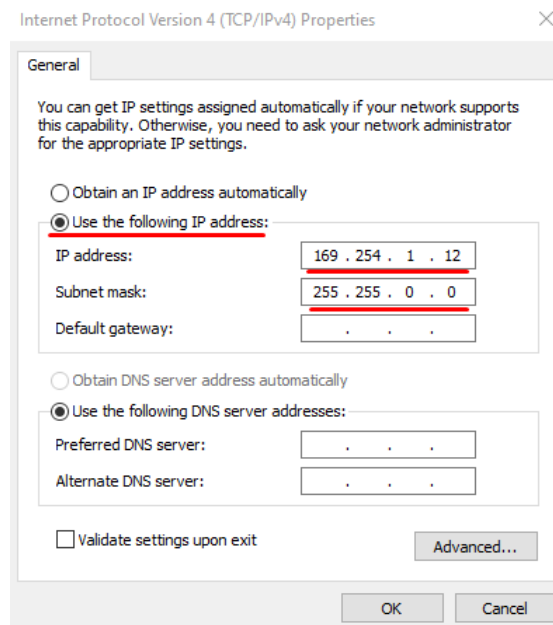 Internet Protocol Version 4 (TCP/IPv4) Properties
General
You can get IP settings assigned automatically if your network supports
this capability. Otherwise, you need to ask your network administrator
for the appropriate IP settings.
Obtain an IP address automatically
Use the following IP address:
IP address: 169 . 254 . 1 . 12
Subnet mask: 255 . 255 . 0 . 0
Default gateway: . . .
Obtain DNS server address automatically
Use the following DNS server addresses:
Preferred DNS server: . . .
Alternate DNS server: . . .
Validate settings upon exit
Advanced...
OK Cancel